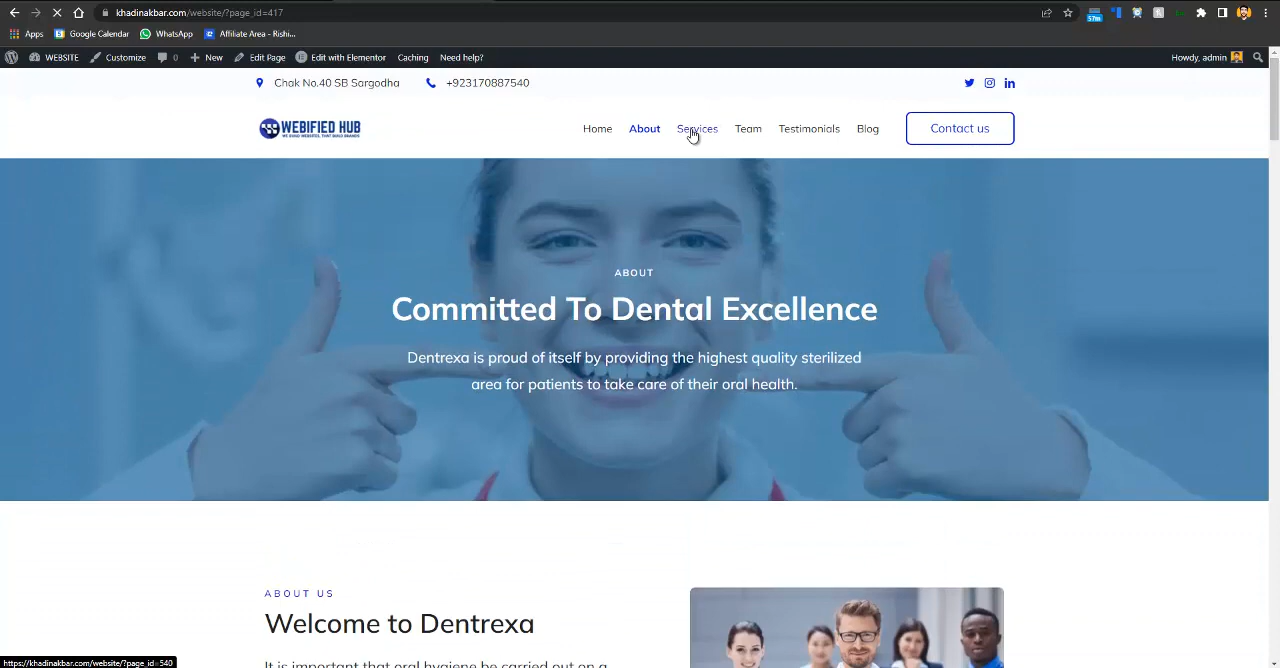 khadinakbar.com/website/?page_id=417
57m
Apps
Google Calendar
WhatsApp
Affiliate Area - Rishi...
WEBSITE
Customize
0
New
Edit Page
Edit with Elementor
Caching
Need help?
Howdy, admin
Chak No.40 SB Sargodha
+923170887540
WEBIFIED HUB
WE BUILD WEBSITES, THAT BUILD BRANDS
Home
About
Services
Team
Testimonials
Blog
Contact us
ABOUT
Committed To Dental Excellence
Dentrexa is proud of itself by providing the highest quality sterilized
area for patients to take care of their oral health.
ABOUT US
Welcome to Dentrexa
It is important that oral hygiene be carried out on a
https://khadinakbar.com/website/?page_id=540